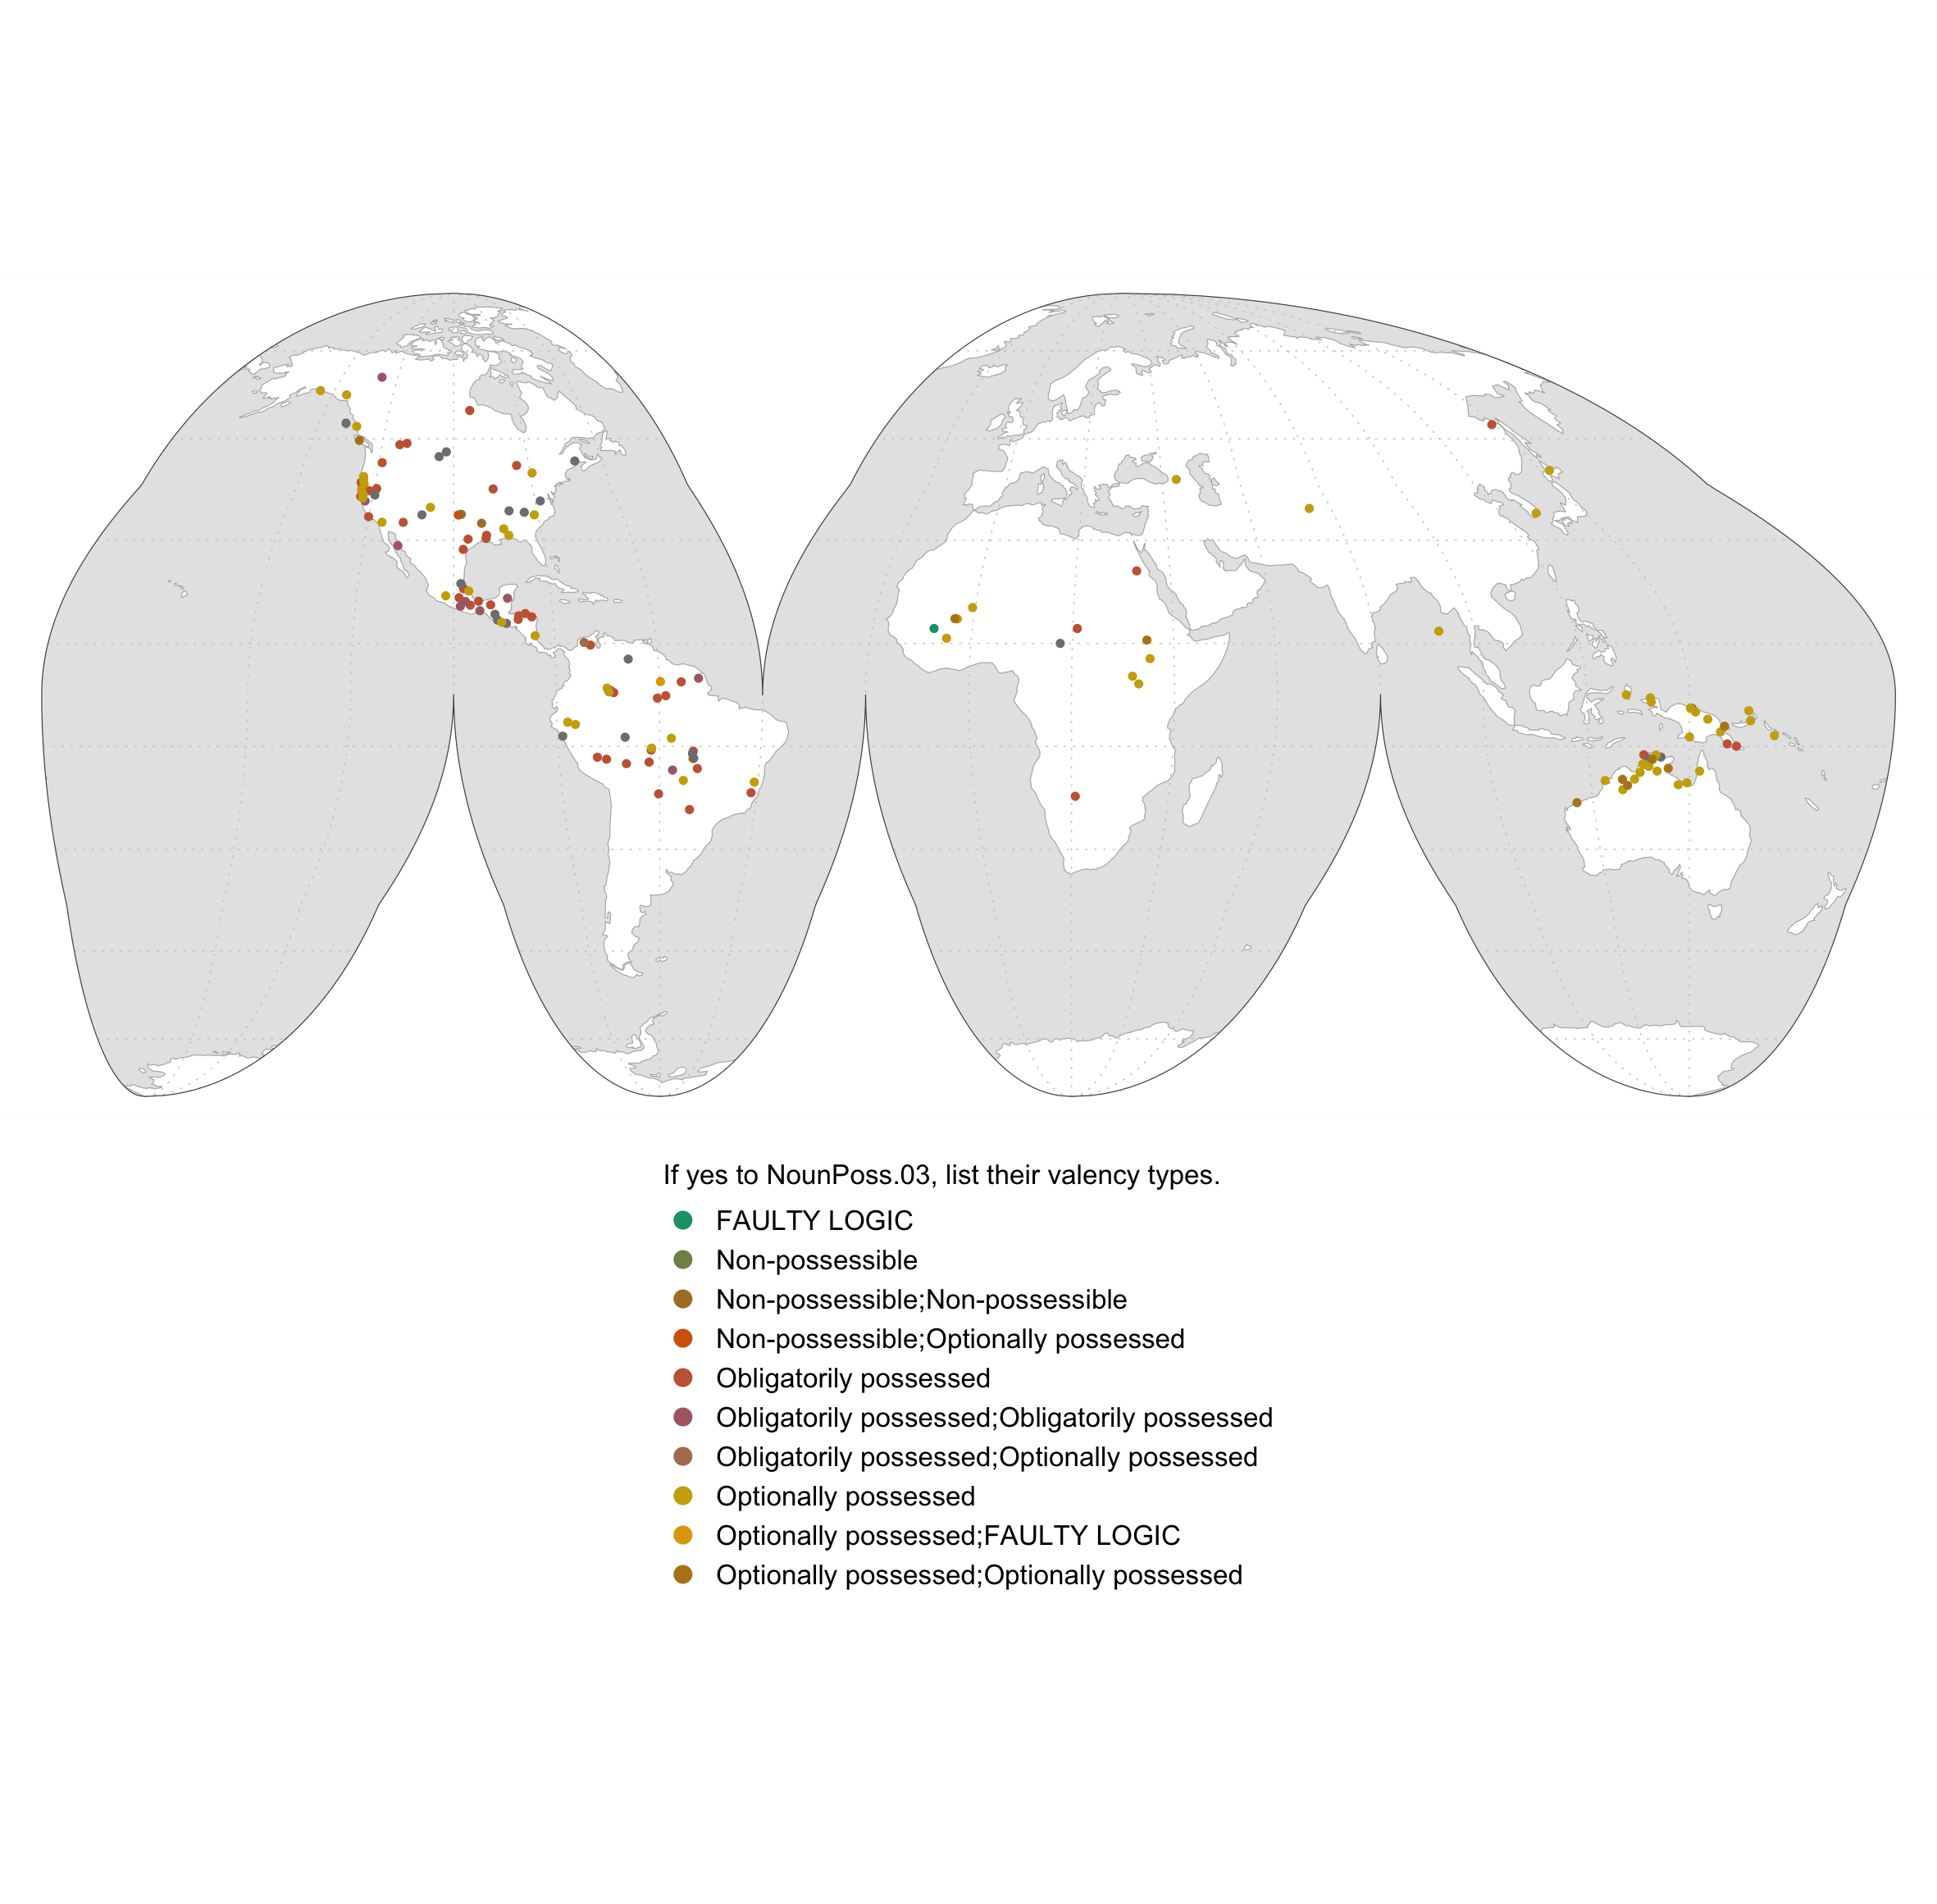 If yes to NounPoss.03, list their valency types.
FAULTY LOGIC
Non-possessible
Non-possessible;Non-possessible
Non-possessible;Optionally possessed
Obligatorily possessed
Obligatorily possessed;Obligatorily possessed
Obligatorily possessed;Optionally possessed
Optionally possessed
Optionally possessed;FAULTY LOGIC
Optionally possessed;Optionally possessed